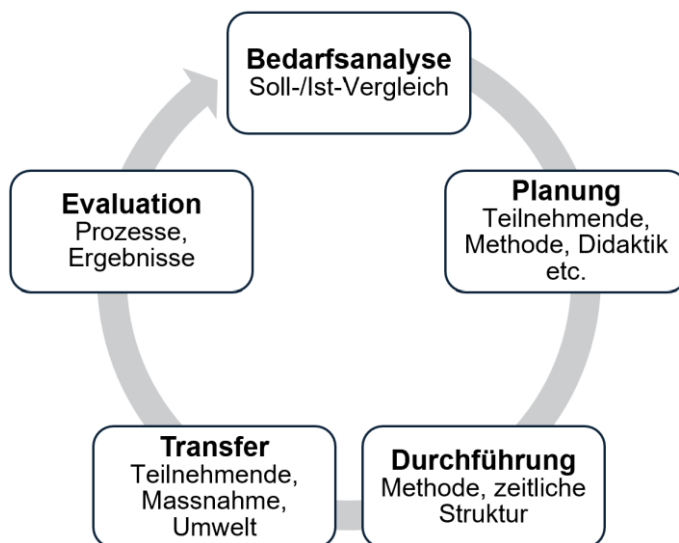 Bedarfsanalyse
Soll-/Ist-Vergleich
Planung
Teilnehmende,
Methode, Didaktik
etc.
Durchführung
Methode, zeitliche
Struktur
Transfer
Teilnehmende,
Massnahme,
Umwelt
Evaluation
Prozesse,
Ergebnisse